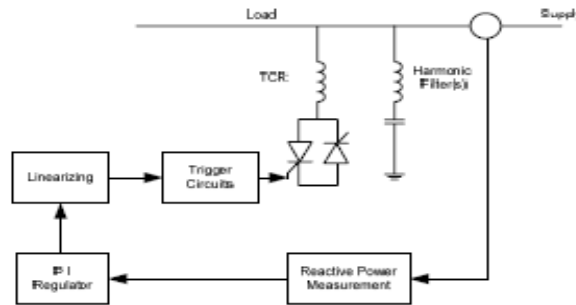 Load
Suppl
TCR:
Harmonic
Filter(s)
Linearizing
Trigger
Circuits
P I
Regulator
Reactive Power
Measurement